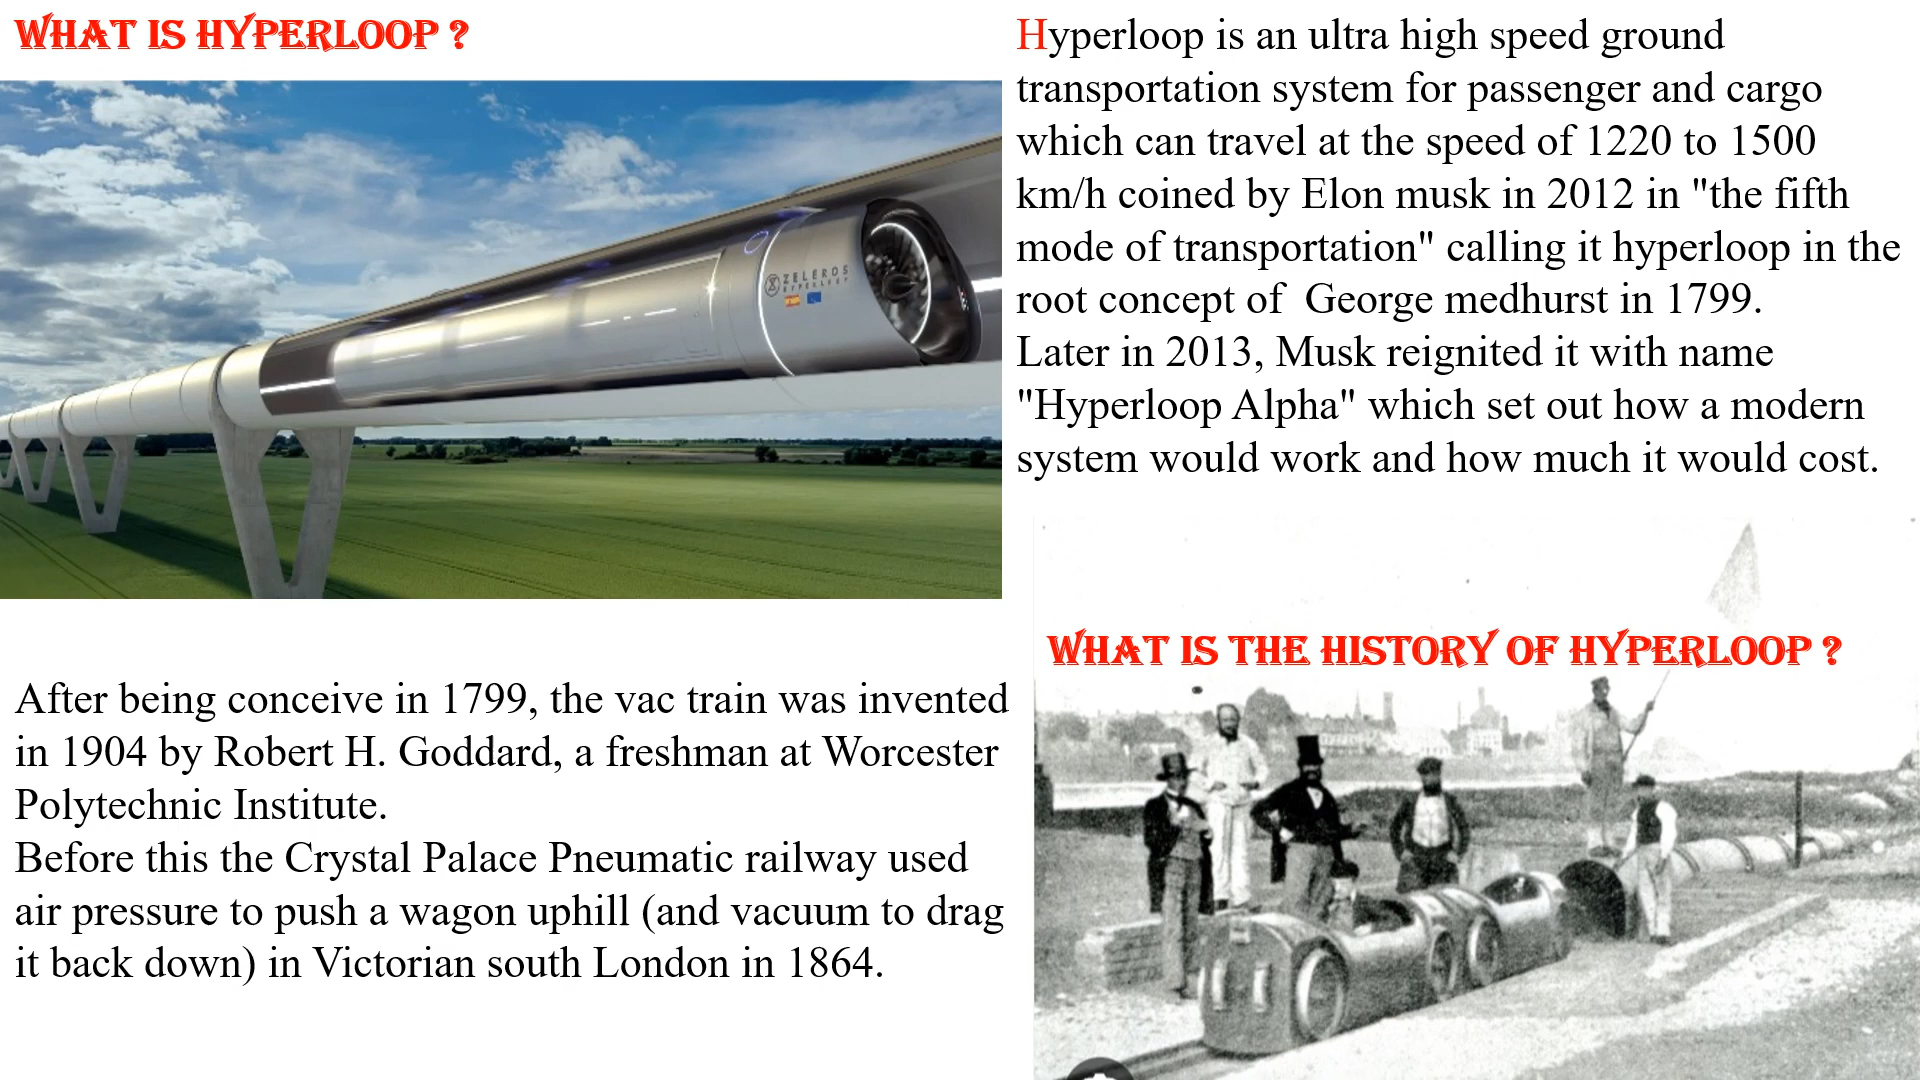 WHAT IS HYPERLOOP ?
Hyperloop is an ultra high speed ground
transportation system for passenger and cargo
which can travel at the speed of 1220 to 1500
km/h coined by Elon musk in 2012 in "the fifth
mode of transportation" calling it hyperloop in the
root concept of  George medhurst in 1799.
Later in 2013, Musk reignited it with name
"Hyperloop Alpha" which set out how a modern
system would work and how much it would cost.
ZELEROS
HYPERLOOP
WHAT IS THE HISTORY OF HYPERLOOP ?
After being conceive in 1799, the vac train was invented
in 1904 by Robert H. Goddard, a freshman at Worcester
Polytechnic Institute.
Before this the Crystal Palace Pneumatic railway used
air pressure to push a wagon uphill (and vacuum to drag
it back down) in Victorian south London in 1864.